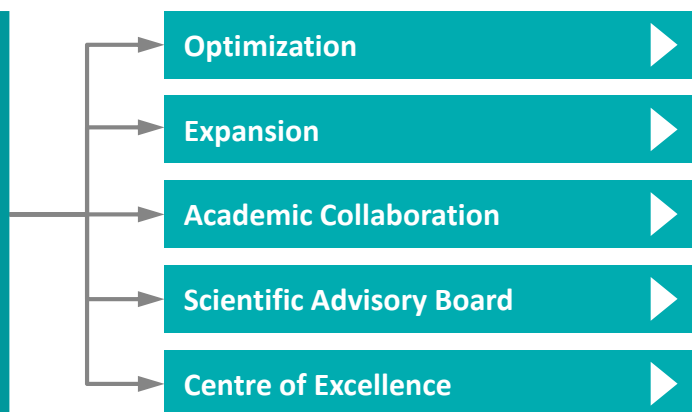 Optimization
Expansion
Academic Collaboration
Scientific Advisory Board
Centre of Excellence